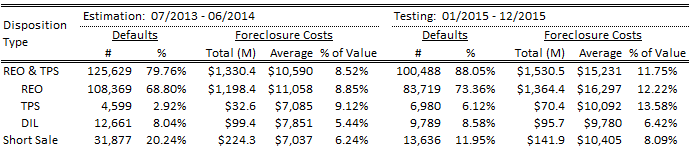 Disposition Type Estimation: 07/2013 - 06/2014 Testing: 01/2015 - 12/2015
Defaults Foreclosure Costs Defaults Foreclosure Costs
# % Total (M) Average % of Value # % Total (M) Average % of Value
REO & TPS 125,629 79.76% $1,330.4 $10,590 8.52% 100,488 88.05% $1,530.5 $15,231 11.75%
REO 108,369 68.80% $1,198.4 $11,058 8.85% 83,719 73.36% $1,364.4 $16,297 12.22%
TPS 4,599 2.92% $32.6 $7,085 9.12% 6,980 6.12% $70.4 $10,092 13.58%
DIL 12,661 8.04% $99.4 $7,851 5.44% 9,789 8.58% $95.7 $9,780 6.42%
Short Sale 31,877 20.24% $224.3 $7,037 6.24% 13,636 11.95% $141.9 $10,405 8.09%